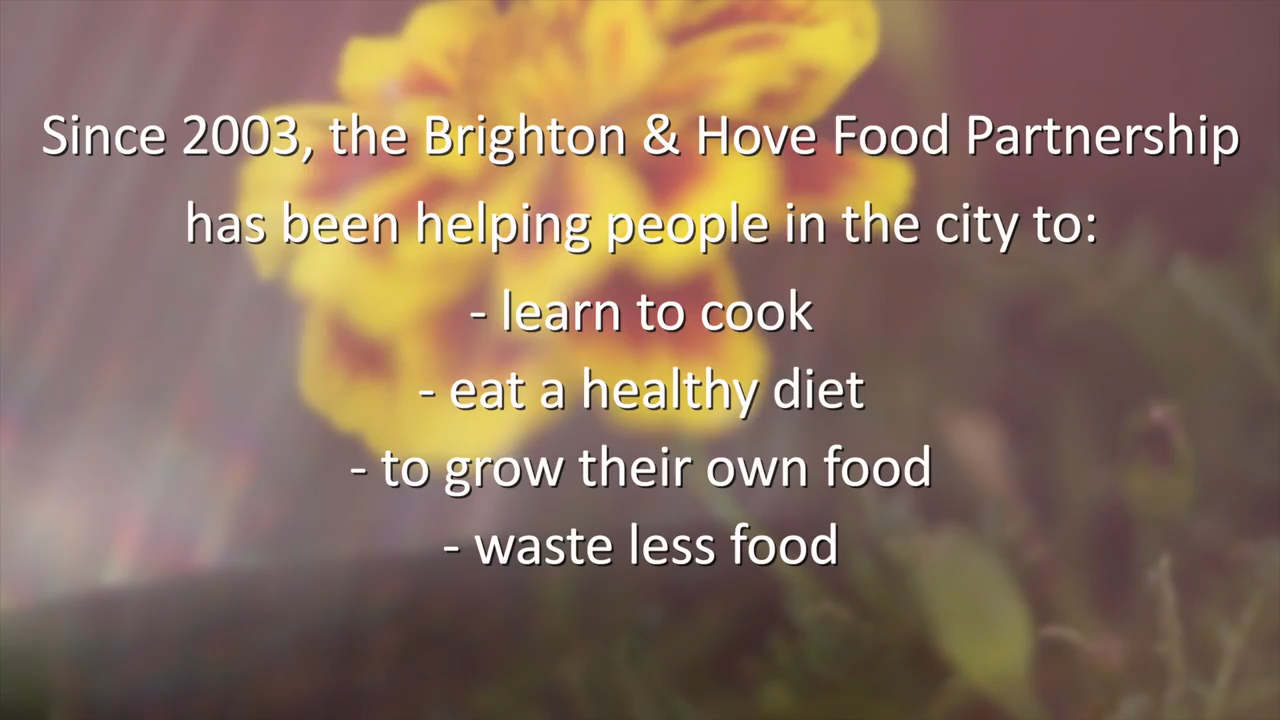 Since 2003, the Brighton & Hove Food Partnership
has been helping people in the city to:
- learn to cook
- eat a healthy diet
- to grow their own food
- waste less food